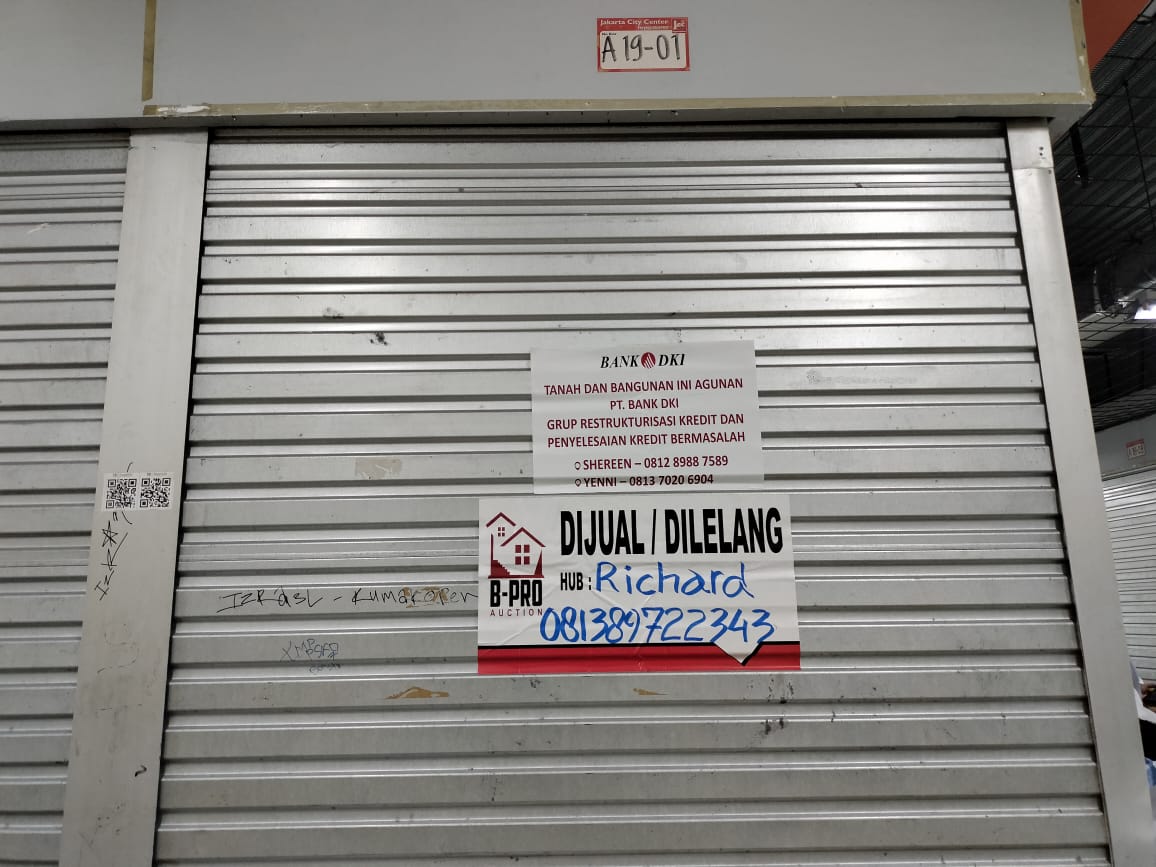 Jakarta City Center
A 19-01
BANK DKI
TANAH DAN BANGUNAN INI AGUNAN
PT. BANK DKI
GRUP RESTRUKTURISASI KREDIT DAN
PENYELESAIAN KREDIT BERMASALAH
SHEREEN – 0812 8988 7589
YENNI – 0813 7020 6904
DIJUAL / DILELANG
HUB : Richard
081389722343
B-PRO
AUCTION